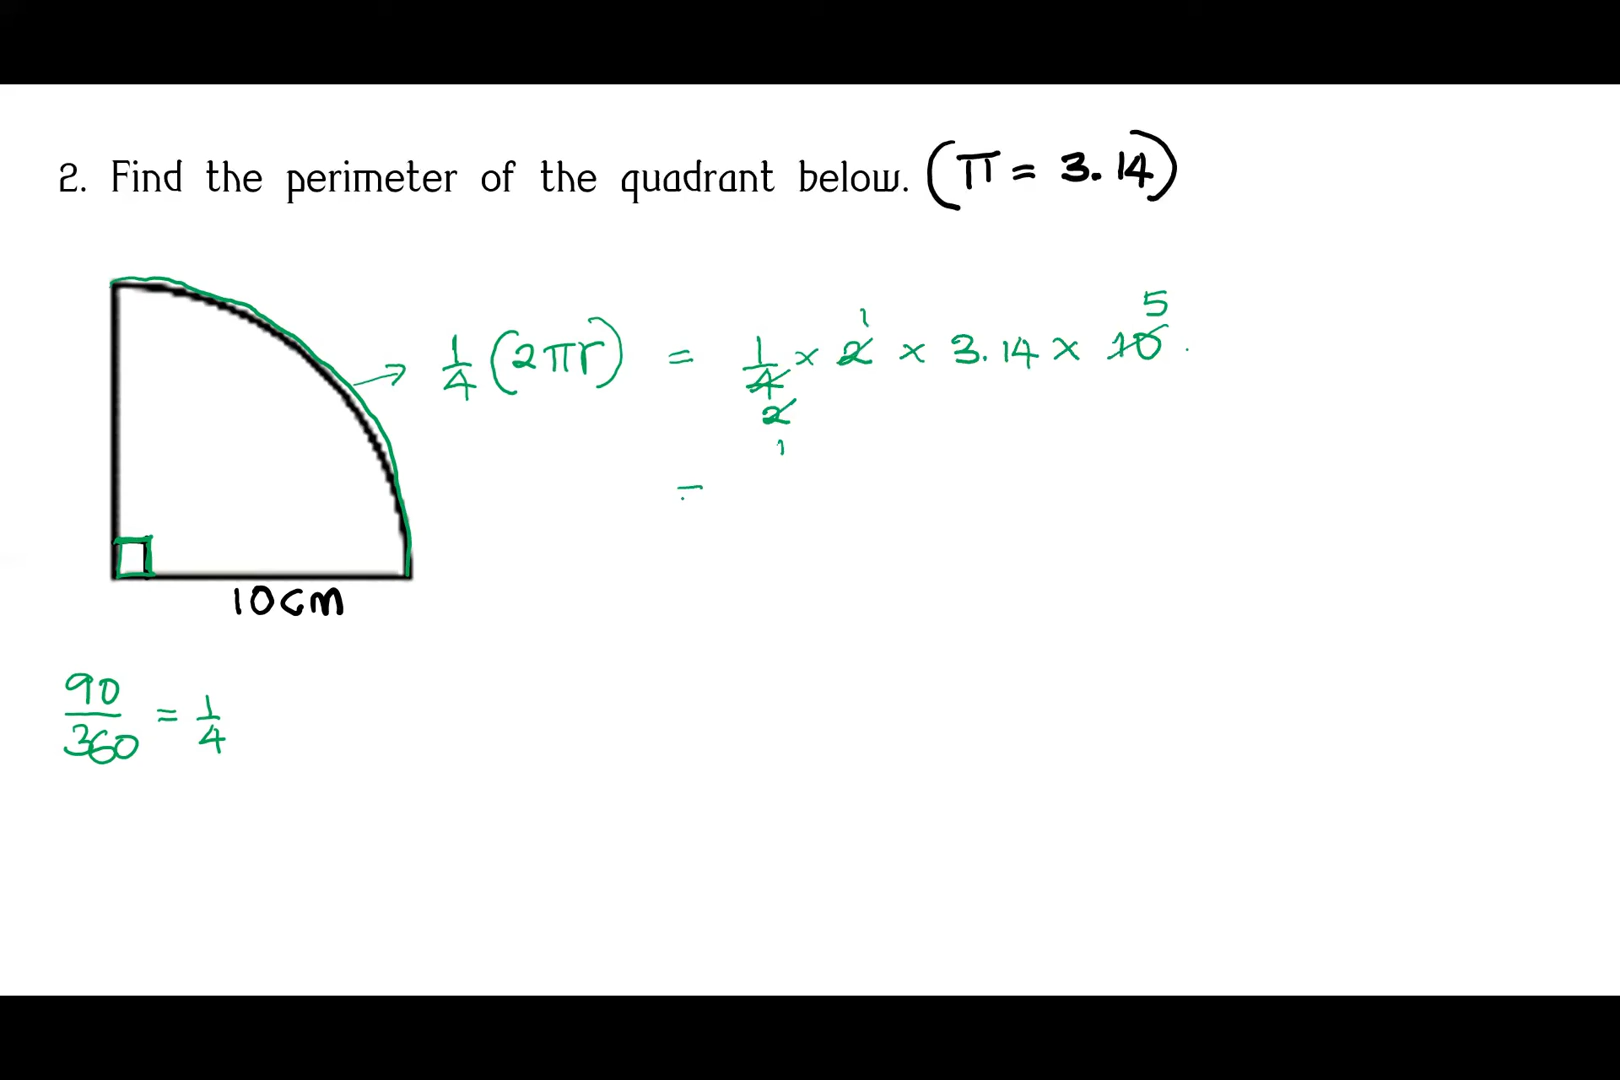 2. Find the perimeter of the quadrant below. (π = 3.14)
1/4 (2πr) = 1/4 × 2 × 3.14 × 10
5
1
2
1
=
10cm
90/360 = 1/4